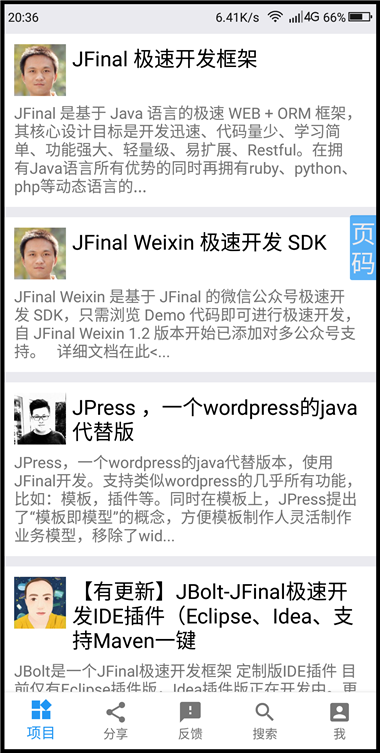 20:36 6.41K/s 4G 66%
JFinal 极速开发框架
JFinal 是基于 Java 语言的极速 WEB + ORM 框架，
其核心设计目标是开发迅速、代码量少、学习简
单、功能强大、轻量级、易扩展、Restful。在拥
有Java语言所有优势的同时再拥有ruby、python、
php等动态语言的...
JFinal Weixin 极速开发 SDK
页
码
JFinal Weixin 是基于 JFinal 的微信公众号极速开
发 SDK，只需浏览 Demo 代码即可进行极速开发，
自 JFinal Weixin 1.2 版本开始已添加对多公众号支
持。 详细文档在此<...
JPress ，一个wordpress的java
代替版
JPress，一个wordpress的java代替版本，使用
JFinal开发。支持类似wordpress的几乎所有功能，
比如：模板，插件等。同时在模板上，JPress提出
了“模板即模型”的概念，方便模板制作人灵活制作
业务模型，移除了wid...
【有更新】JBolt-JFinal极速开
发IDE插件（Eclipse、Idea、支
持Maven一键
JBolt是一个JFinal极速开发框架 定制版IDE插件 目
前仅有Eclipse插件版，Idea插件版正在开发中。更
项目 分享 反馈 搜索 我